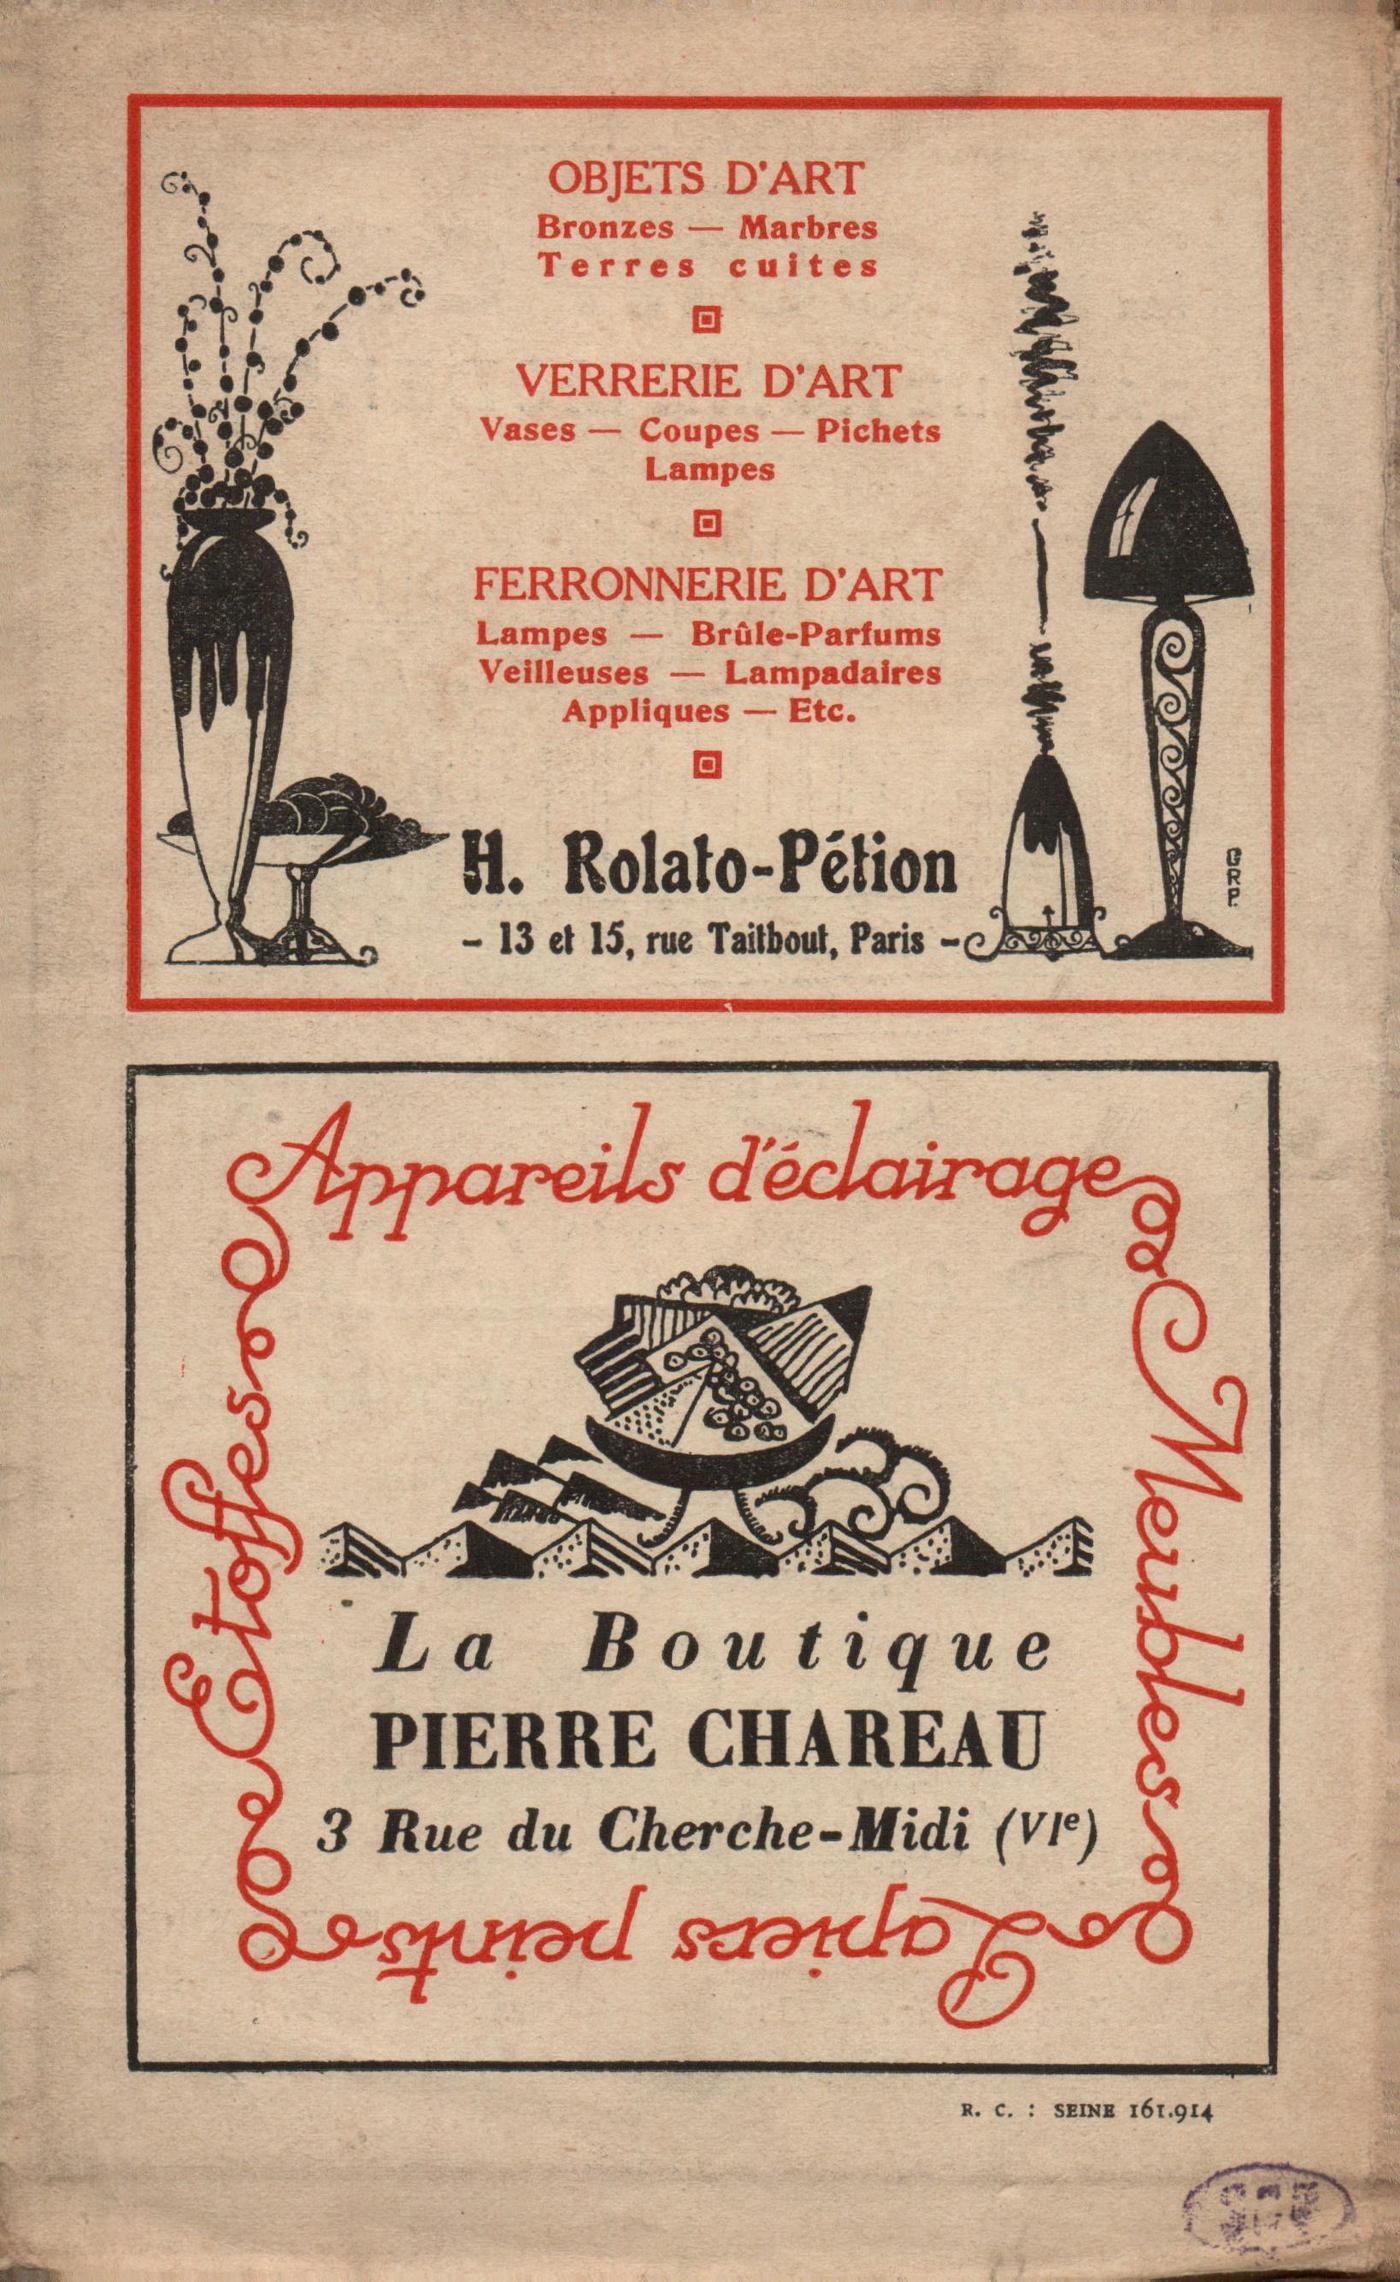 OBJETS D'ART
Bronzes — Marbres
Terres cuites
VERRERIE D'ART
Vases — Coupes — Pichets
Lampes
FERRONNERIE D'ART
Lampes — Brûle-Parfums
Veilleuses — Lampadaires
Appliques — Etc.
H. Rolato-Pétion
- 13 et 15, rue Taitbout, Paris -
GRP.
Appareils d'éclairage
Meubles
Papiers peints
Etoffes
La Boutique
PIERRE CHAREAU
3 Rue du Cherche-Midi (VIe)
R. C. : SEINE 161.914